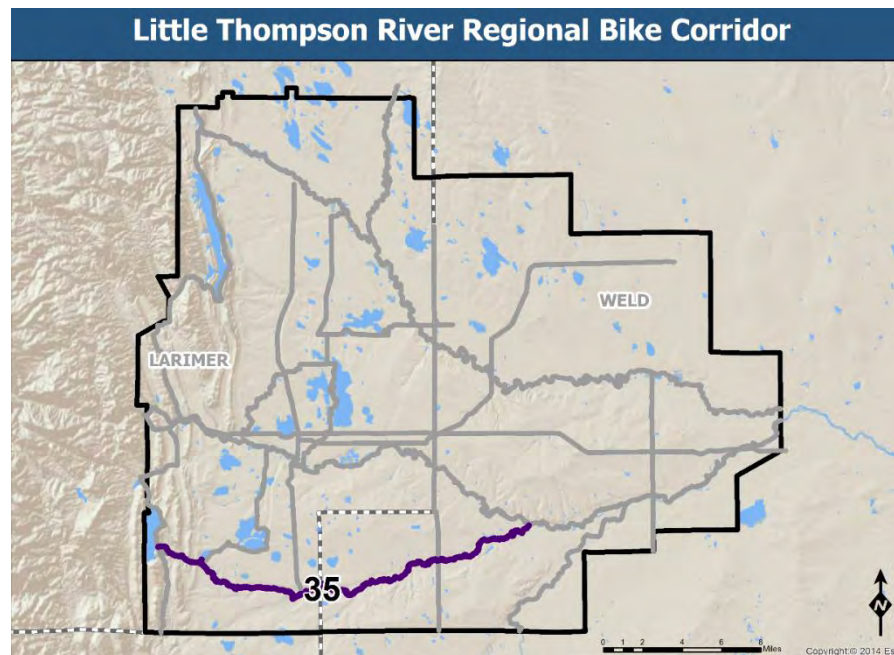 Little Thompson River Regional Bike Corridor
WELD
LARIMER
35
N
0 1 2 4 6 8
Miles
Copyright:© 2014 Es